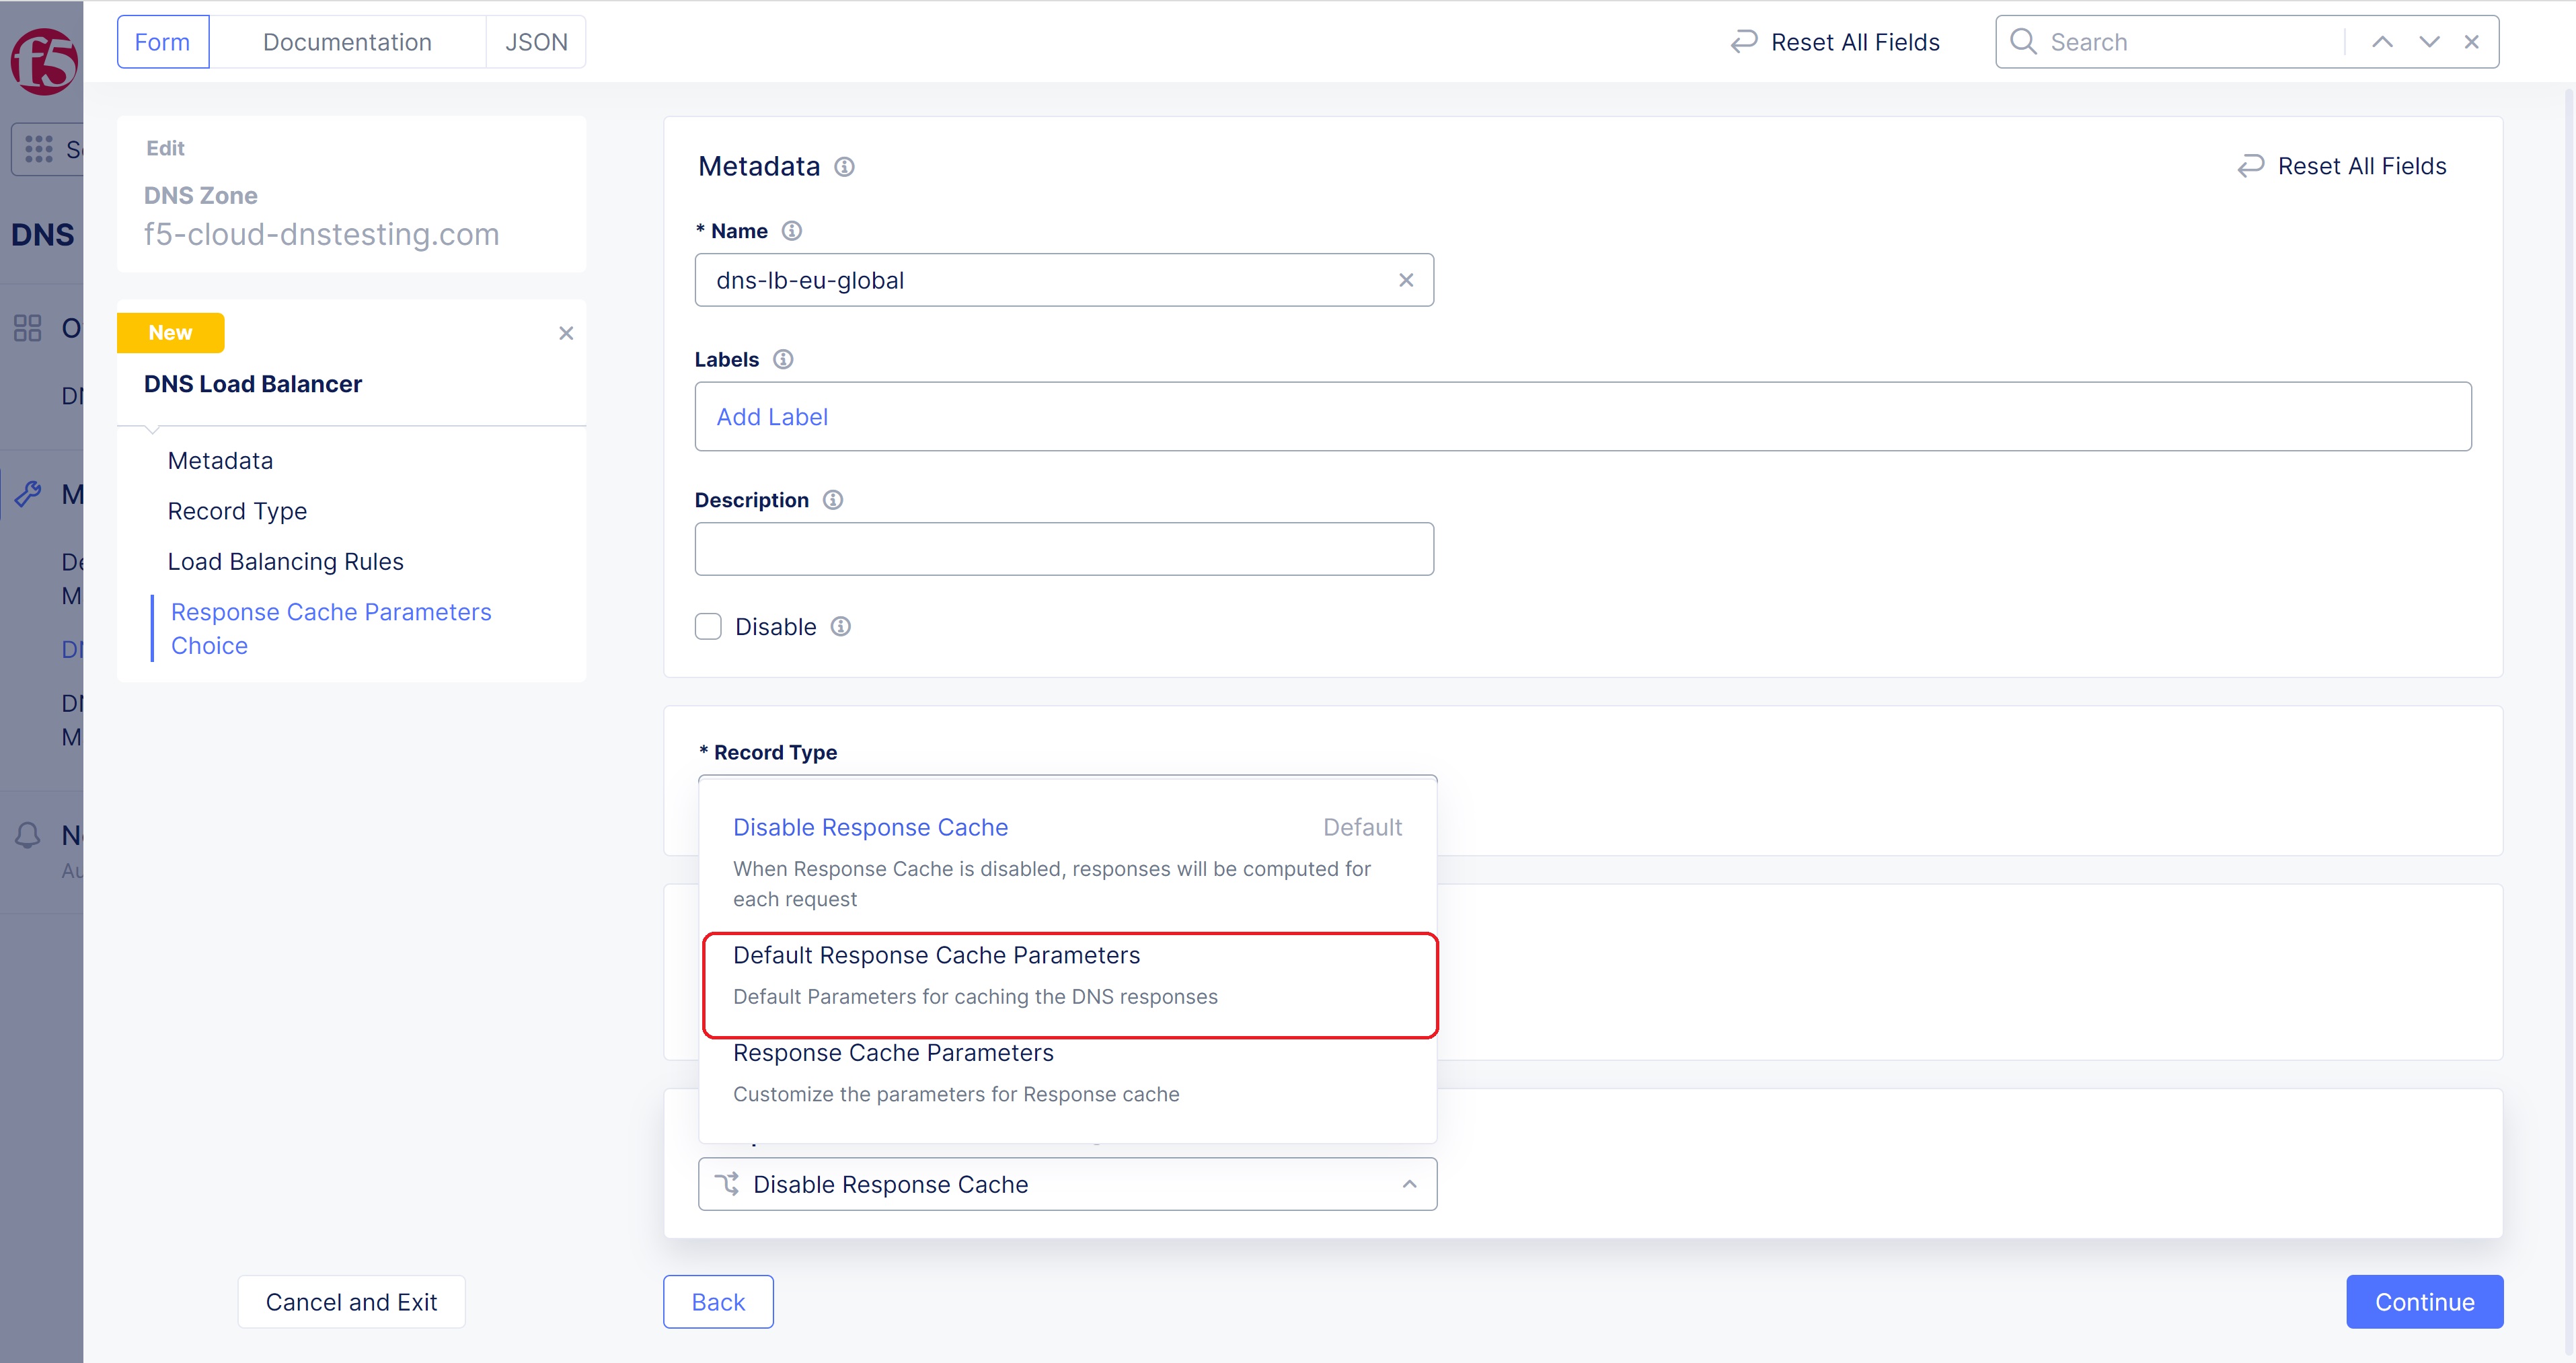 f5
Form
Documentation
JSON
Reset All Fields
Search
DNS
Edit
DNS Zone
f5-cloud-dnstesting.com
New
DNS Load Balancer
Metadata
Record Type
Load Balancing Rules
Response Cache Parameters
Choice
Metadata
Reset All Fields
* Name
dns-lb-eu-global
Labels
Add Label
Description
Disable
* Record Type
Disable Response Cache
Default
When Response Cache is disabled, responses will be computed for
each request
Default Response Cache Parameters
Default Parameters for caching the DNS responses
Response Cache Parameters
Customize the parameters for Response cache
Disable Response Cache
Cancel and Exit
Back
Continue